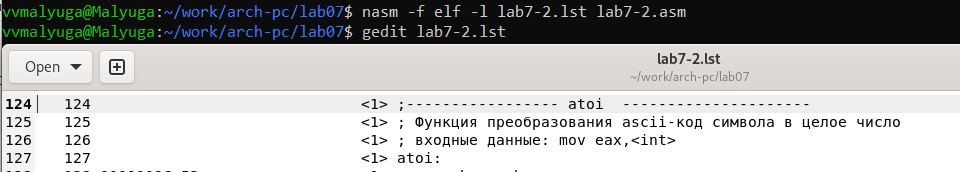 vvmalyuga@Malyuga:~/work/arch-pc/lab07$ nasm -f elf -l lab7-2.lst lab7-2.asm
vvmalyuga@Malyuga:~/work/arch-pc/lab07$ gedit lab7-2.lst
Open lab7-2.lst
~/work/arch-pc/lab07
124 124 <1> ;----------------- atoi  ---------------------
125 125 <1> ; Функция преобразования ascii-код символа в целое число
126 126 <1> ; входные данные: mov eax,<int>
127 127 <1> atoi: